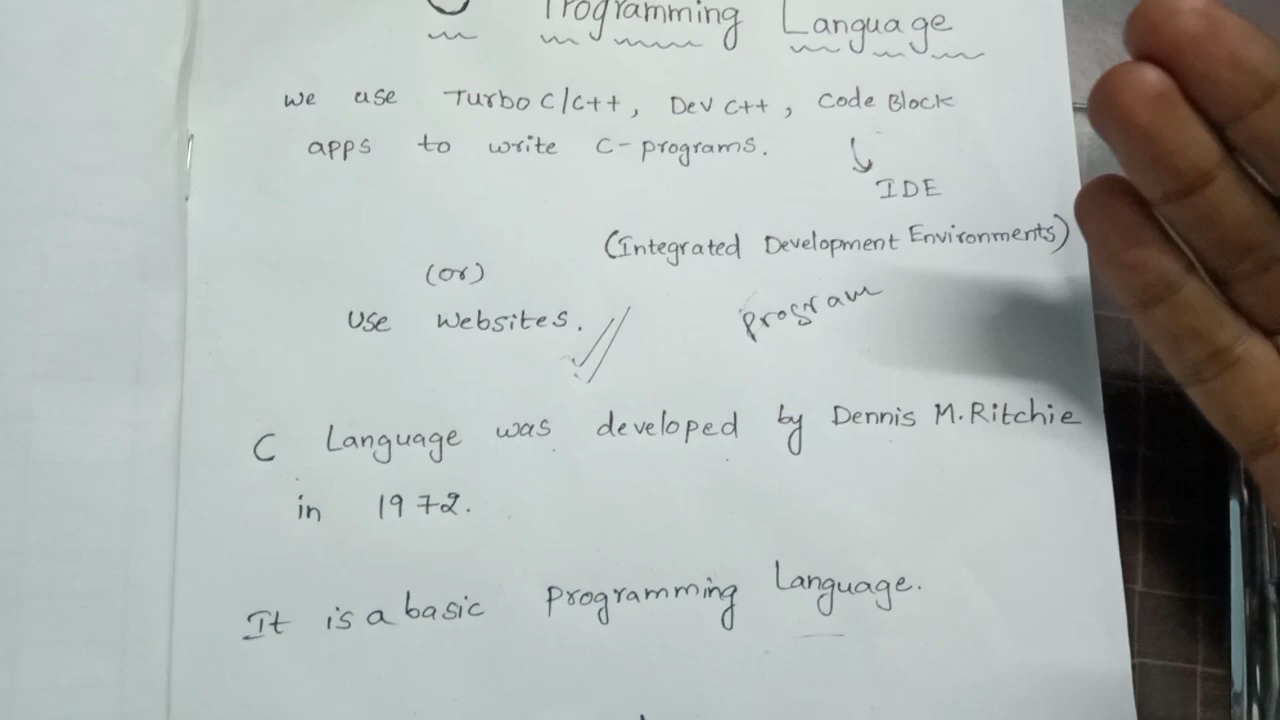 Programming Language
we use Turbo C/C++, Dev C++, Code Block
apps to write C-programs.
IDE
(Integrated Development Environments)
(or)
use websites.
program
C Language was developed by Dennis M.Ritchie
in 1972.
It is a basic programming Language.